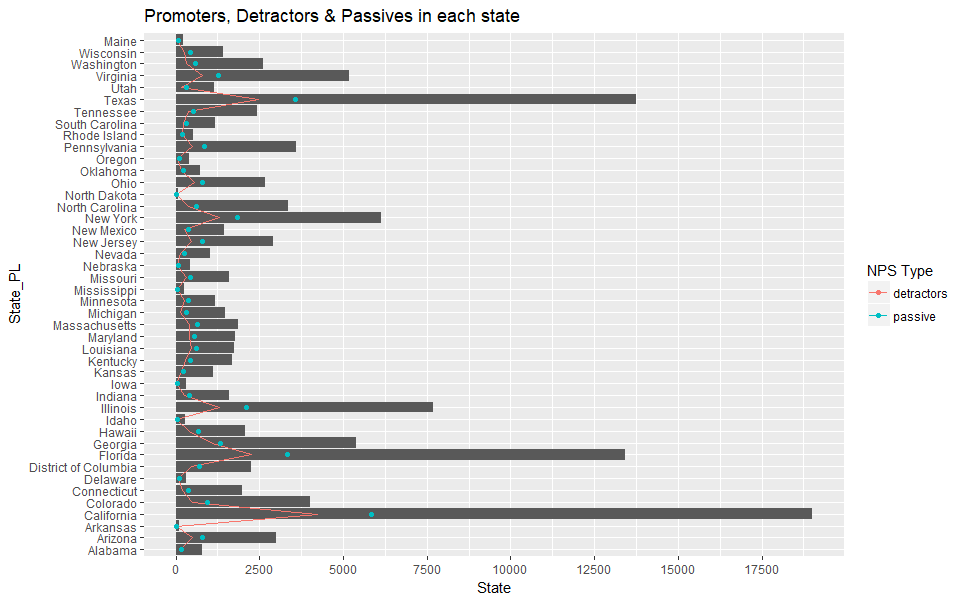 Promoters, Detractors & Passives in each state
State_PL
Maine
Wisconsin
Washington
Virginia
Utah
Texas
Tennessee
South Carolina
Rhode Island
Pennsylvania
Oregon
Oklahoma
Ohio
North Dakota
North Carolina
New York
New Mexico
New Jersey
Nevada
Nebraska
Missouri
Mississippi
Minnesota
Michigan
Massachusetts
Maryland
Louisiana
Kentucky
Kansas
Iowa
Indiana
Illinois
Idaho
Hawaii
Georgia
Florida
District of Columbia
Delaware
Connecticut
Colorado
California
Arkansas
Arizona
Alabama
0 2500 5000 7500 10000 12500 15000 17500
State
NPS Type
detractors
passive